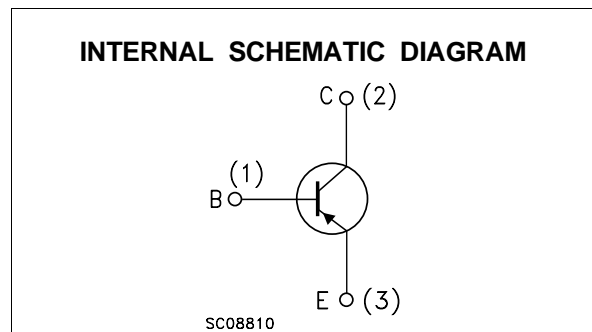 INTERNAL SCHEMATIC DIAGRAM
C (2)
(1)
B
E (3)
SC08810